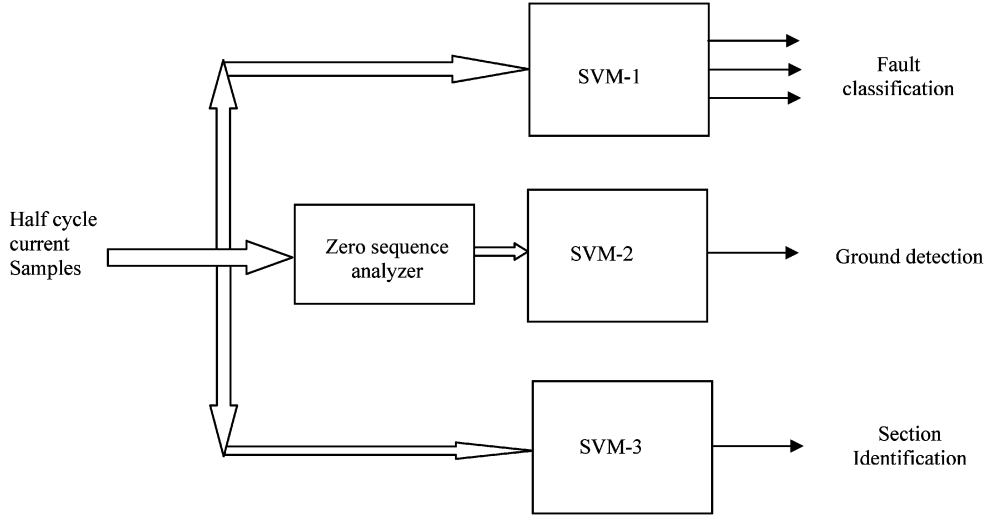 Half cycle
current
Samples
SVM-1
Fault
classification
Zero sequence
analyzer
SVM-2
Ground detection
SVM-3
Section
Identification